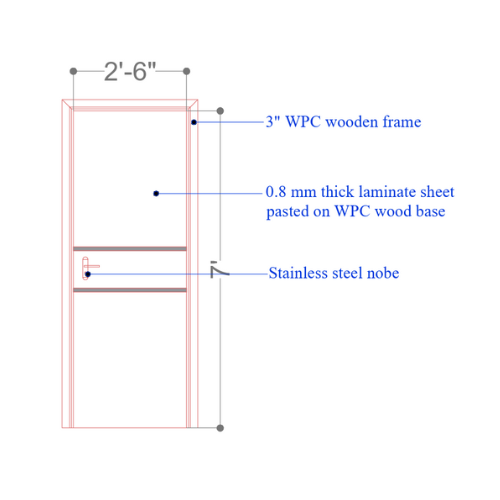 2'-6"
3" WPC wooden frame
0.8 mm thick laminate sheet
pasted on WPC wood base
7'
Stainless steel nobe